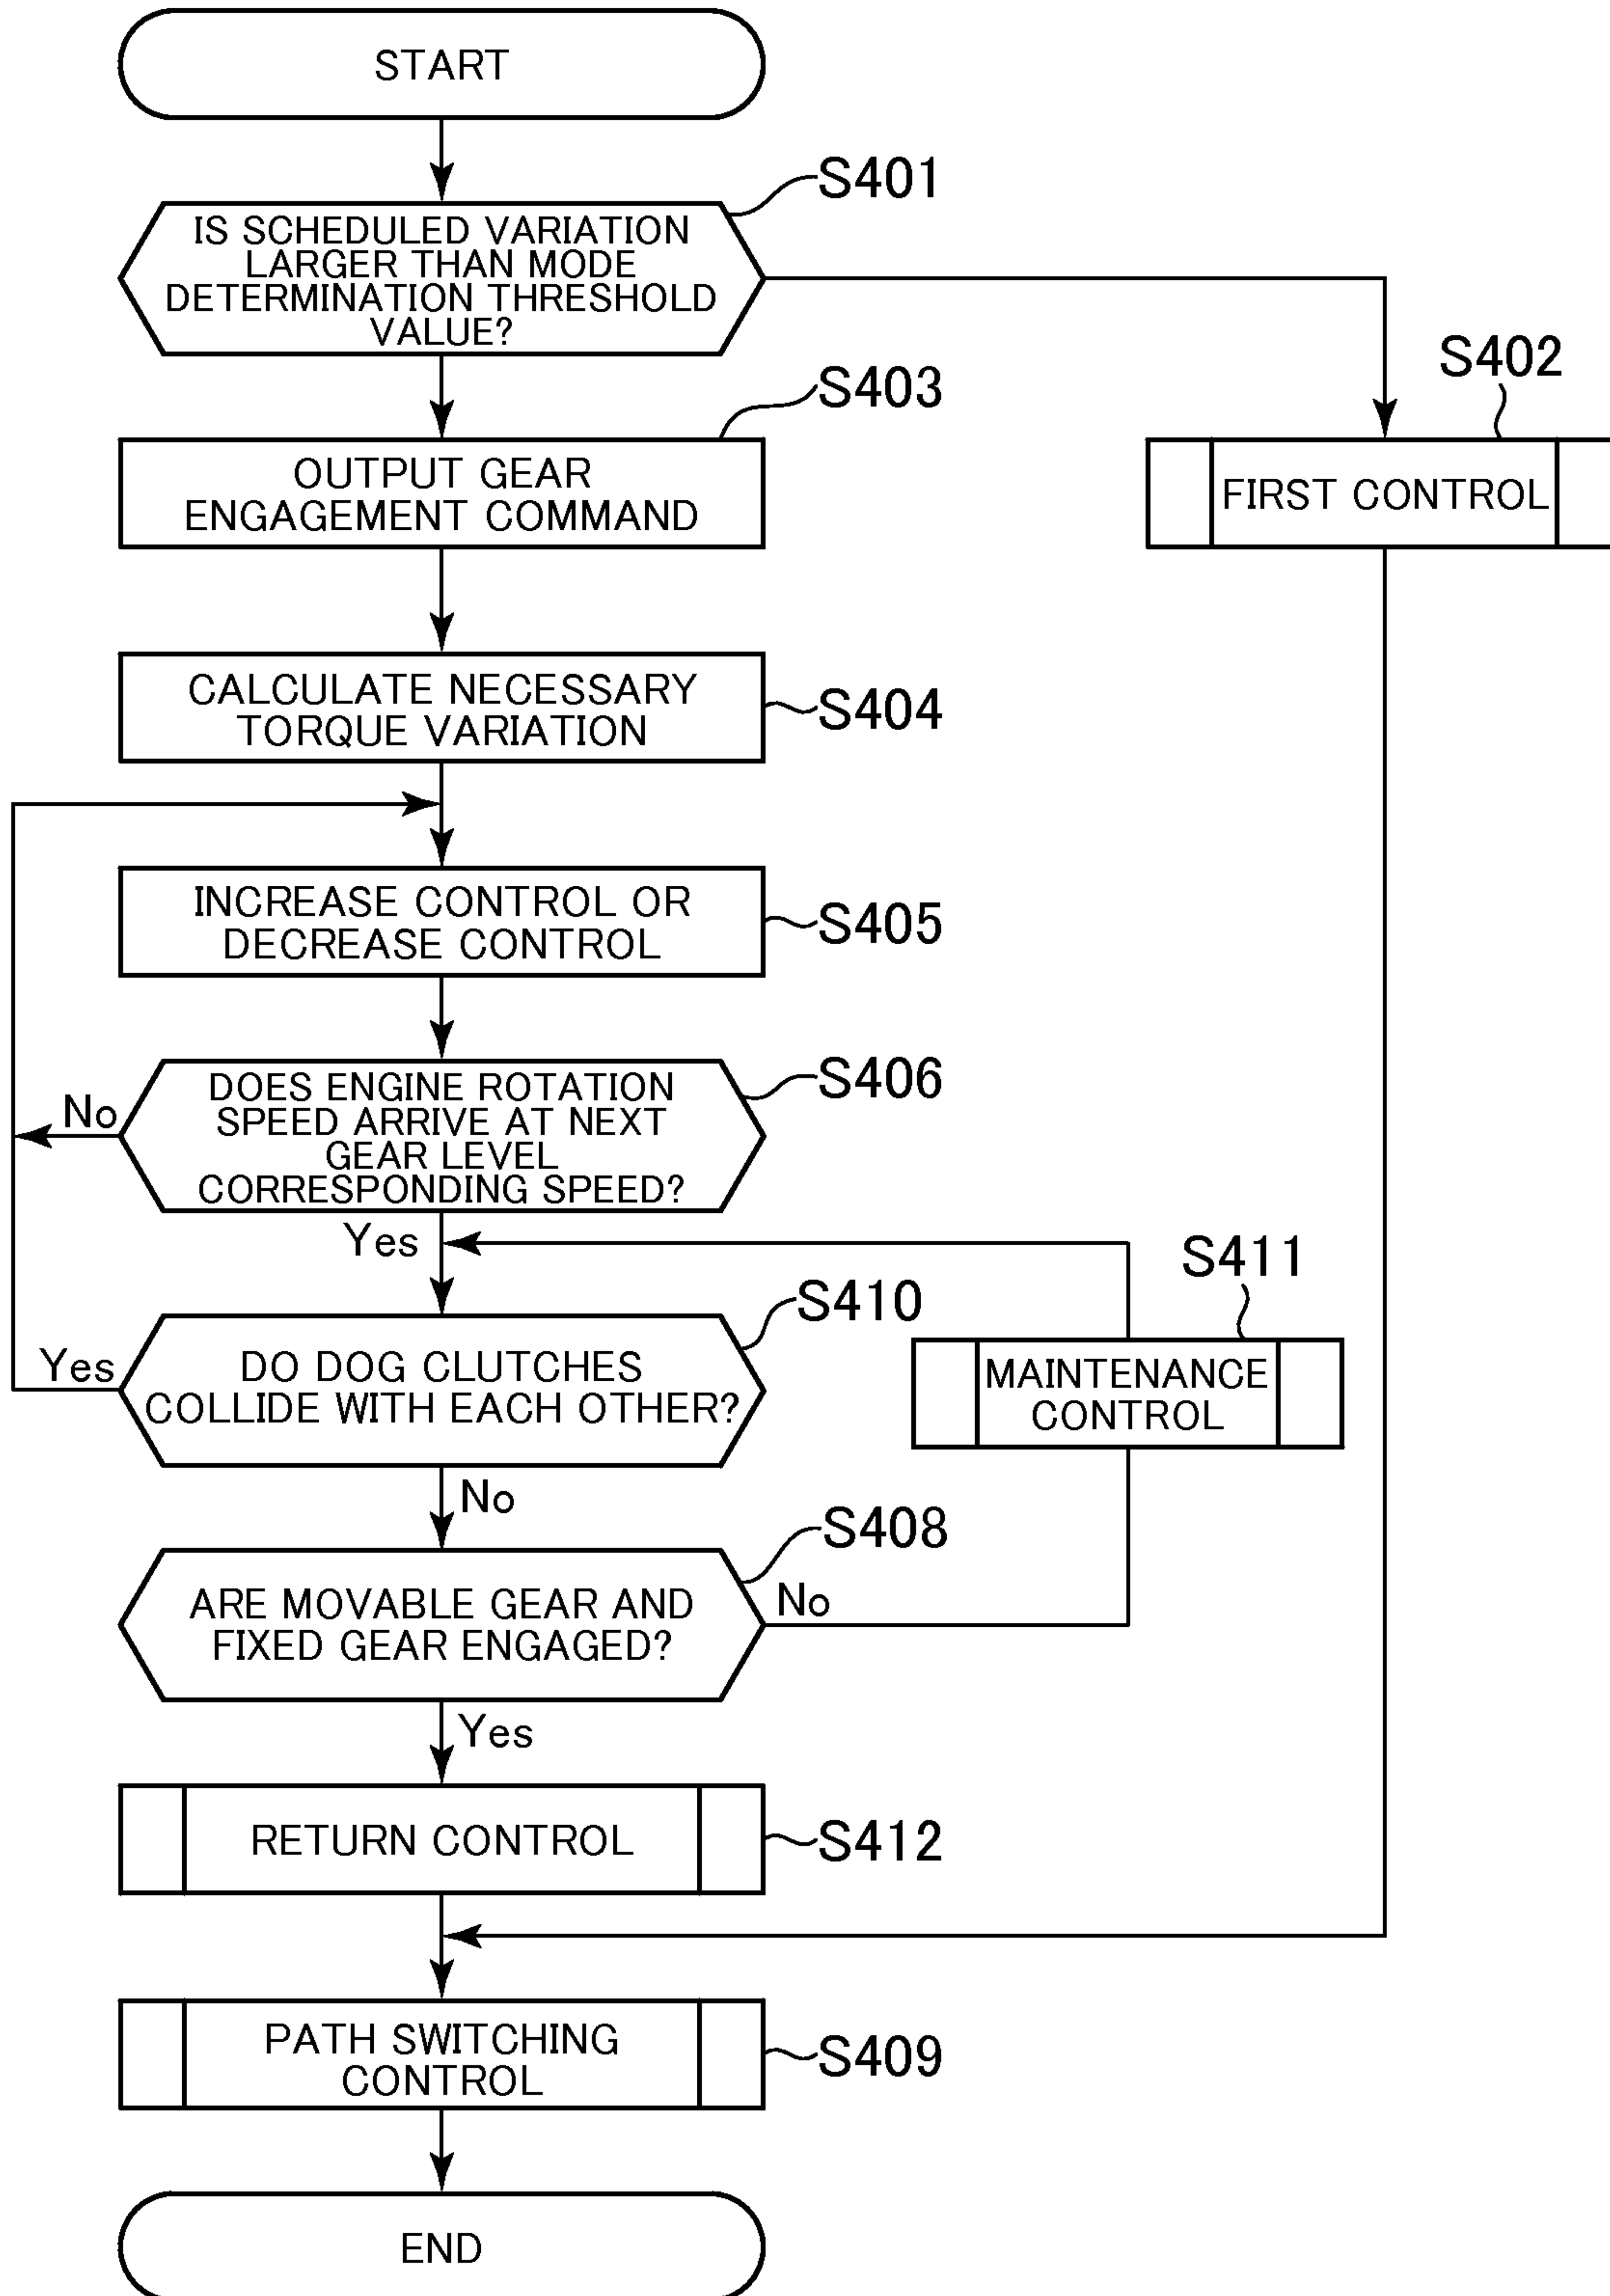 START
S401
IS SCHEDULED VARIATION
LARGER THAN MODE
DETERMINATION THRESHOLD
VALUE?
S402
FIRST CONTROL
S403
OUTPUT GEAR
ENGAGEMENT COMMAND
CALCULATE NECESSARY
TORQUE VARIATION
S404
INCREASE CONTROL OR
DECREASE CONTROL
S405
S406
DOES ENGINE ROTATION
SPEED ARRIVE AT NEXT
GEAR LEVEL
CORRESPONDING SPEED?
No
Yes
S411
MAINTENANCE
CONTROL
S410
DO DOG CLUTCHES
COLLIDE WITH EACH OTHER?
Yes
No
S408
ARE MOVABLE GEAR AND
FIXED GEAR ENGAGED?
No
Yes
RETURN CONTROL
S412
PATH SWITCHING
CONTROL
S409
END